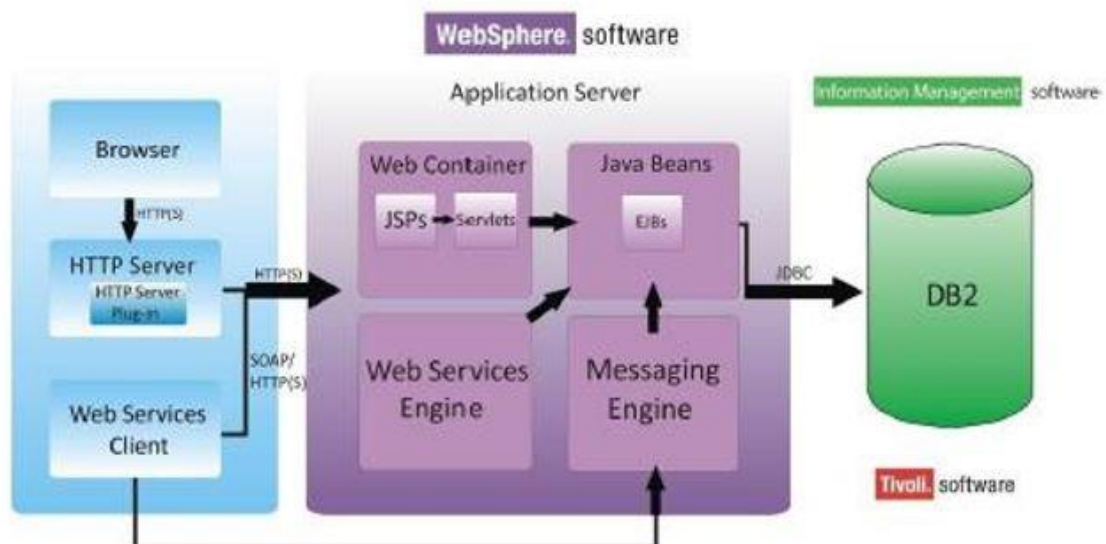 WebSphere. software
Application Server
Information Management software
Browser
HTTP(S)
HTTP Server
HTTP Server
Plug-in
HTTP(S)
SOAP/
HTTP(S)
Web Services
Client
Web Container
JSPs
Servlets
Java Beans
EJBs
Web Services
Engine
Messaging
Engine
JDBC
DB2
Tivoli. software